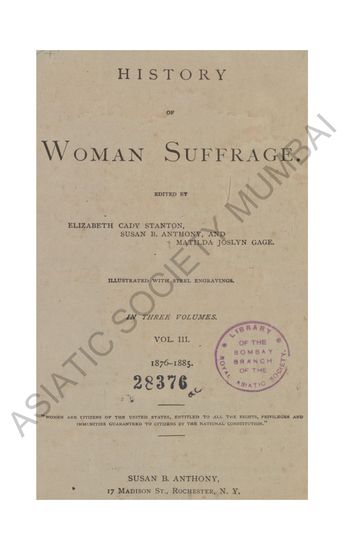 HISTORY
OF
WOMAN SUFFRAGE.
EDITED BY
ELIZABETH CADY STANTON,
SUSAN B. ANTHONY, AND
MATILDA JOSLYN GAGE.
ILLUSTRATED WITH STEEL ENGRAVINGS.
IN THREE VOLUMES.
VOL. III.
1876-1885.
28376
LIBRARY
OF THE
BOMBAY
BRANCH
OF THE
ROYAL ASIATIC SOCIETY.
"WOMEN ARE CITIZENS OF THE UNITED STATES, ENTITLED TO ALL THE RIGHTS, PRIVILEGES AND
IMMUNITIES GUARANTEED TO CITIZENS BY THE NATIONAL CONSTITUTION."
SUSAN B. ANTHONY,
17 MADISON ST., ROCHESTER, N. Y.
ASIATIC SOCIETY MUMBAI